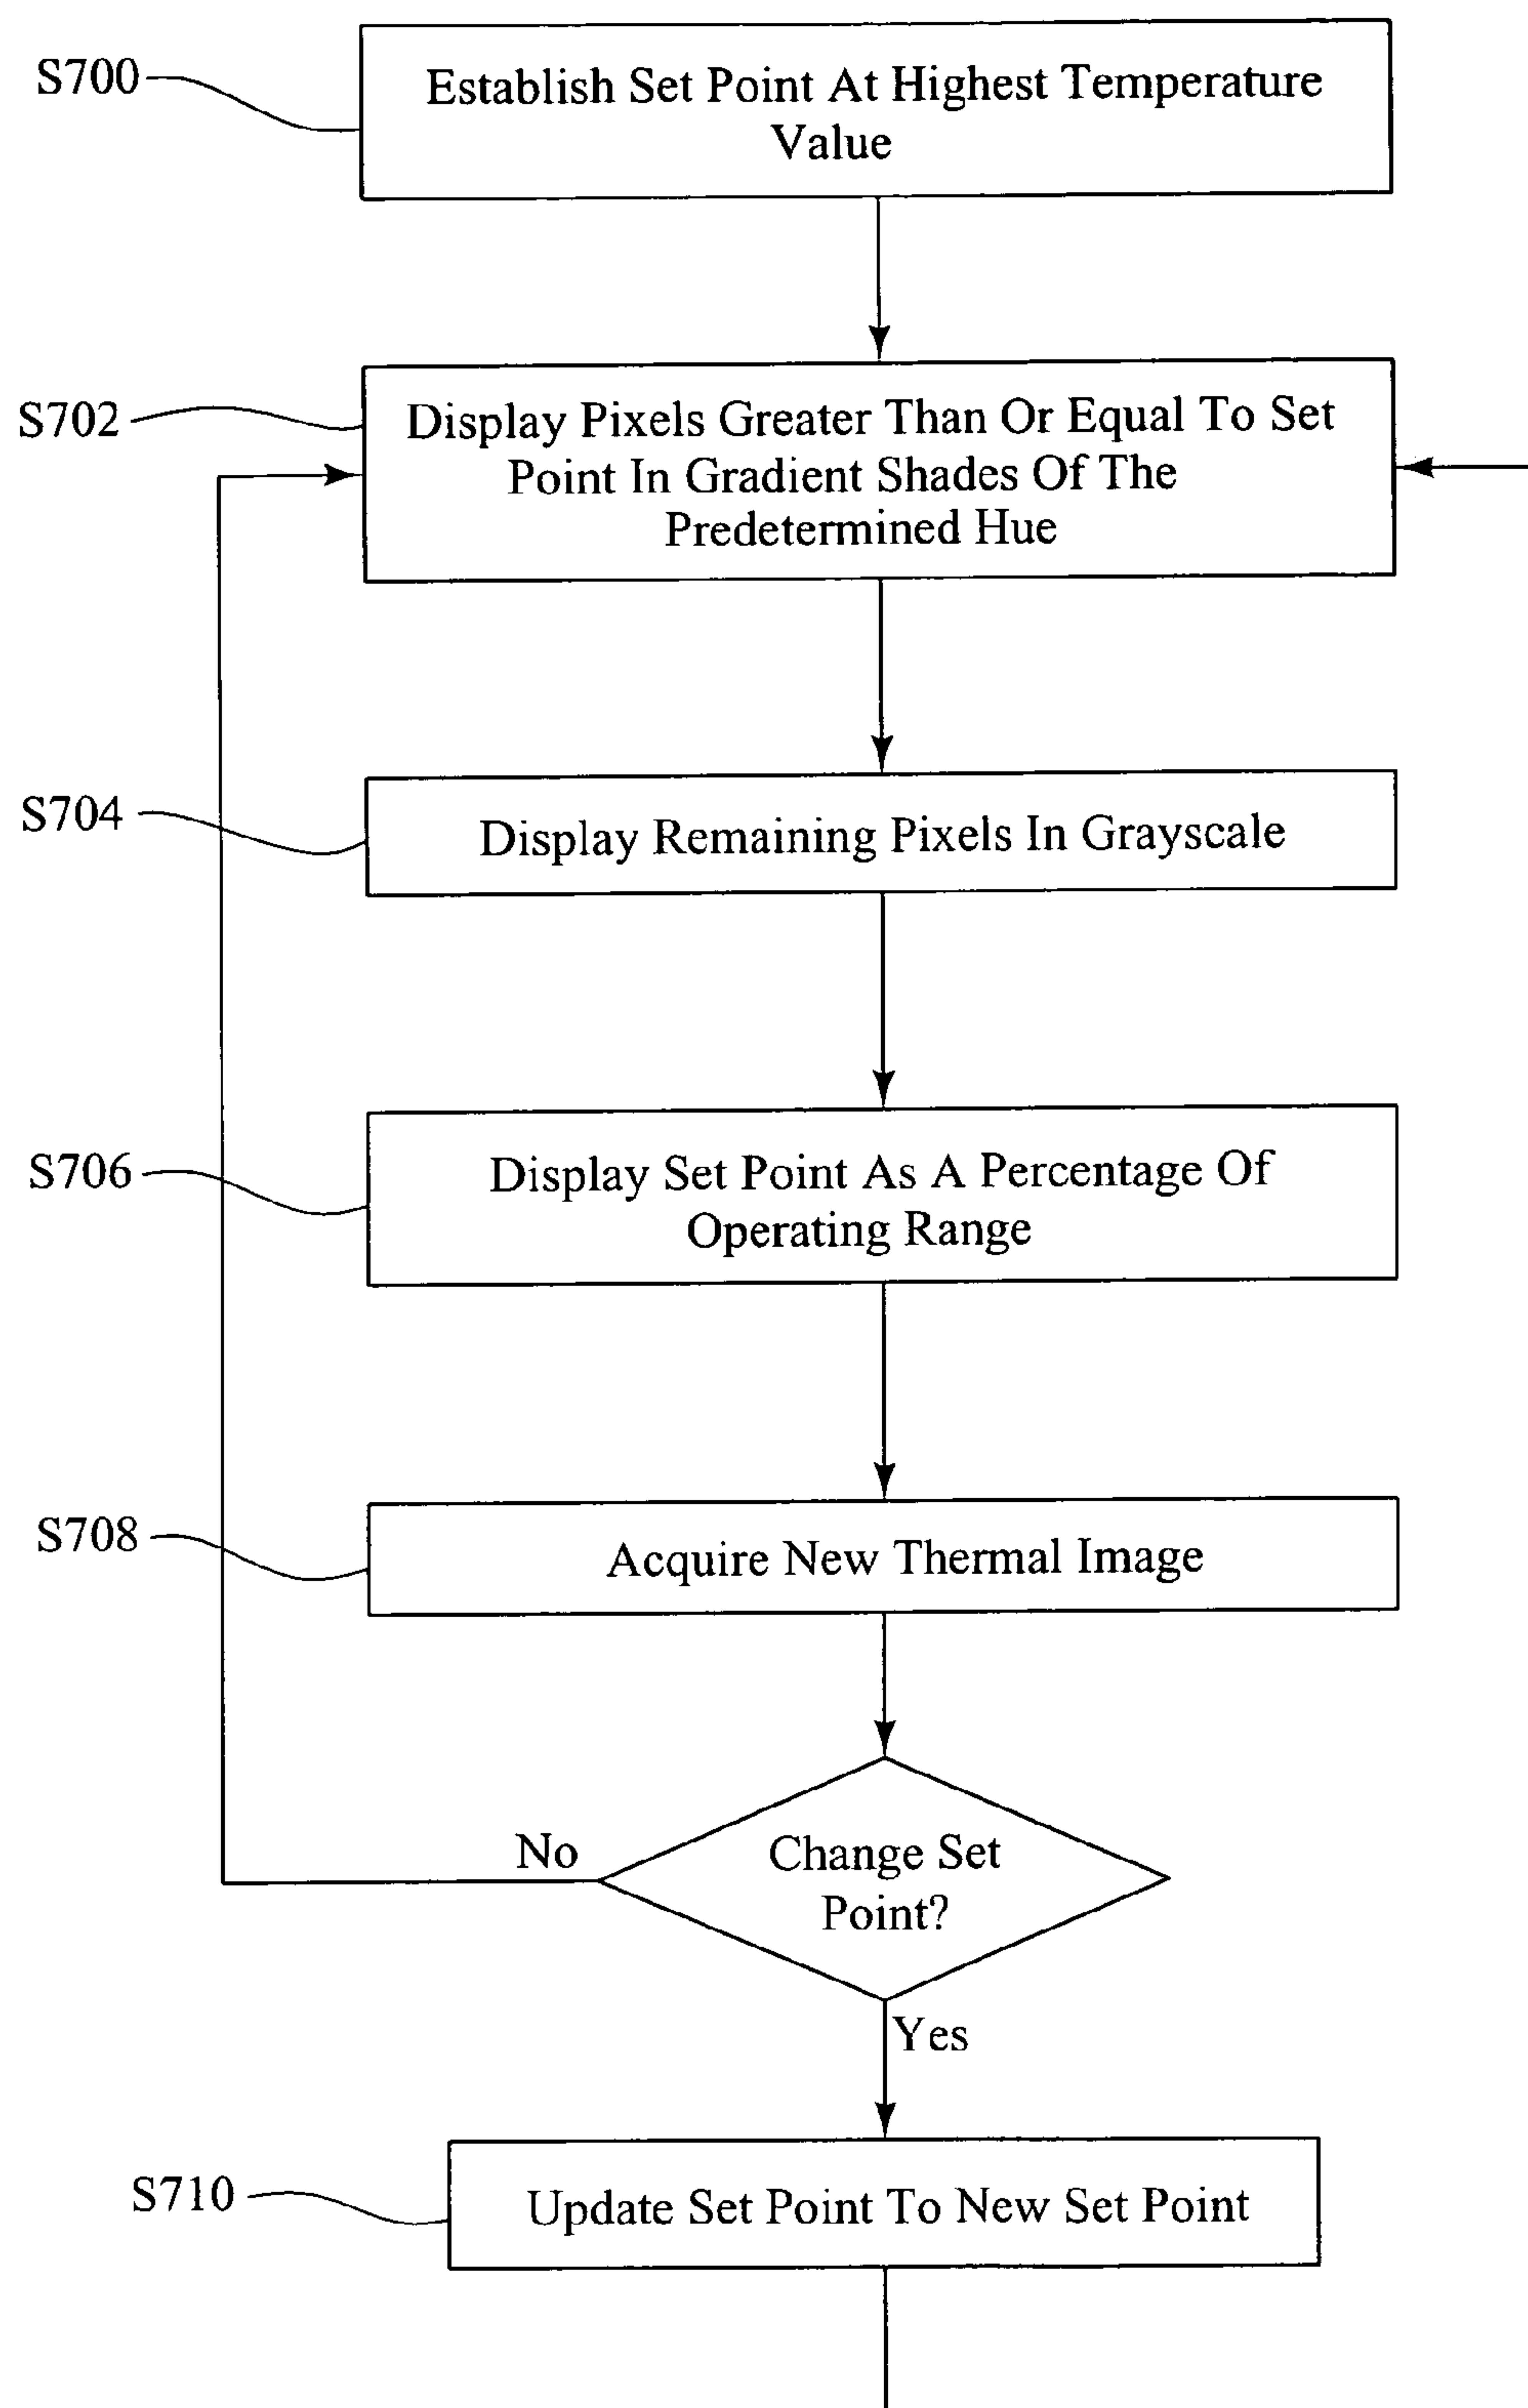 S700
Establish Set Point At Highest Temperature
Value
S702
Display Pixels Greater Than Or Equal To Set
Point In Gradient Shades Of The
Predetermined Hue
S704
Display Remaining Pixels In Grayscale
S706
Display Set Point As A Percentage Of
Operating Range
S708
Acquire New Thermal Image
No
Change Set
Point?
Yes
S710
Update Set Point To New Set Point